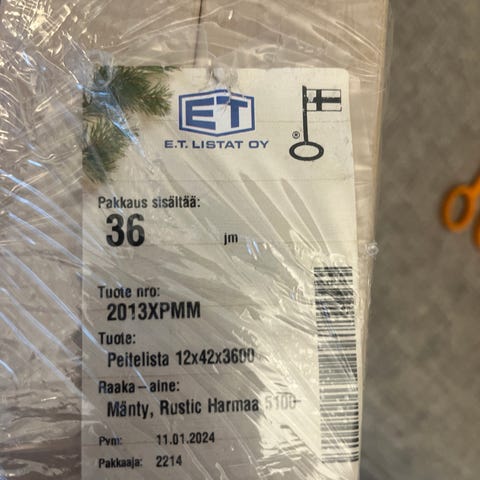 ET
E.T. LISTAT OY
®
Pakkaus sisältää:
36 jm
Tuote nro:
2013XPMM
Tuote:
Peitelista 12x42x3600
Raaka-aine:
Mänty, Rustic Harmaa 5100-
Pvm: 11.01.2024
Pakkaaja: 2214